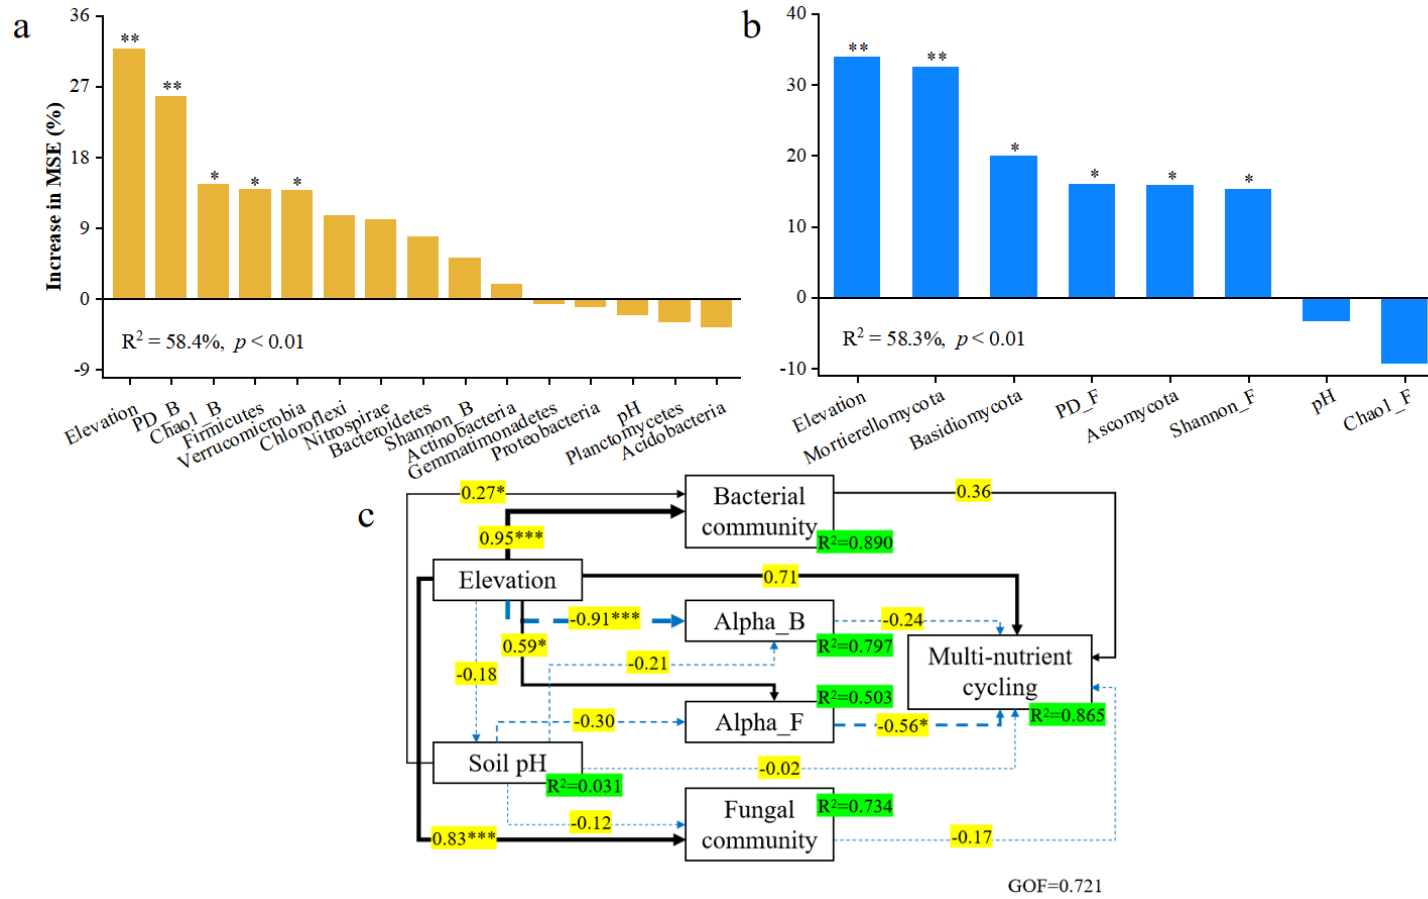 a
Increase in MSE (%)
36
27
18
9
0
-9
**
**
*
*
*
R² = 58.4%, p < 0.01
Elevation
PD_B
Chao1_B
Firmicutes
Verrucomicrobia
Chloroflexi
Nitrospirae
Bacteroidetes
Shannon_B
Actinobacteria
Gemmatimonadetes
Proteobacteria
pH
Planctomycetes
Acidobacteria
b
40
30
20
10
0
-10
**
**
*
*
*
*
R² = 58.3%, p < 0.01
Elevation
Mortierellomycota
Basidiomycota
PD_F
Ascomycota
Shannon_F
pH
Chao1_F
c
0.27*
Bacterial
community
R²=0.890
0.36
0.95***
Elevation
0.71
-0.91***
Alpha_B
R²=0.797
-0.24
0.59*
-0.21
-0.18
Multi-nutrient
cycling
R²=0.865
R²=0.503
-0.30
Alpha_F
-0.56*
Soil pH
R²=0.031
-0.02
-0.12
Fungal
community
R²=0.734
0.83***
-0.17
GOF=0.721